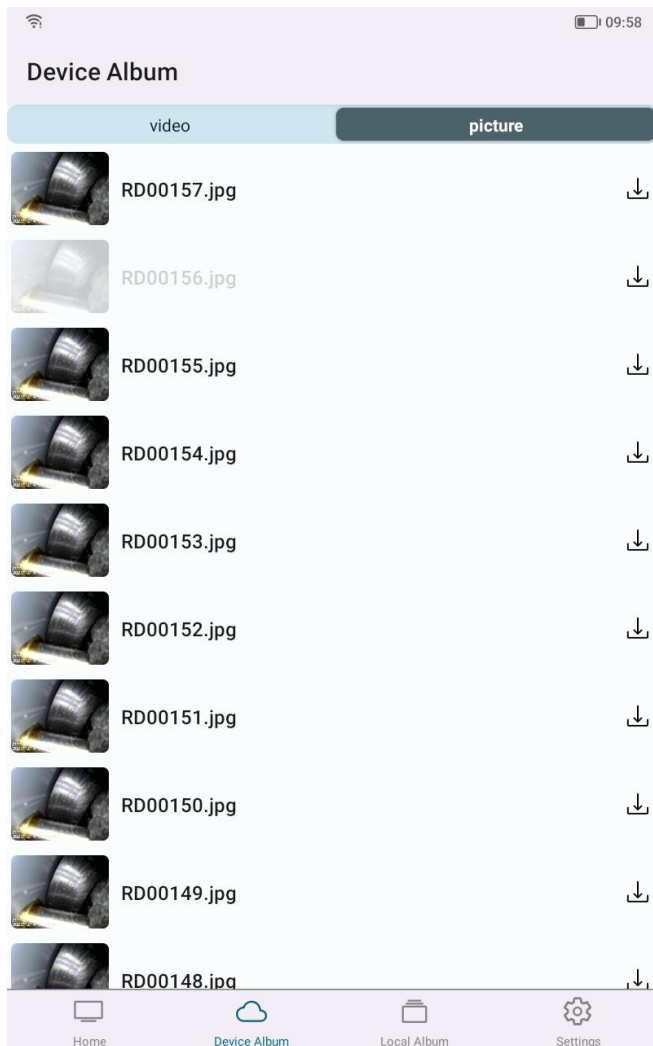 09:58
Device Album
video
picture
RD00157.jpg
RD00156.jpg
RD00155.jpg
RD00154.jpg
RD00153.jpg
RD00152.jpg
RD00151.jpg
RD00150.jpg
RD00149.jpg
RD00148.jpg
Home
Device Album
Local Album
Settings